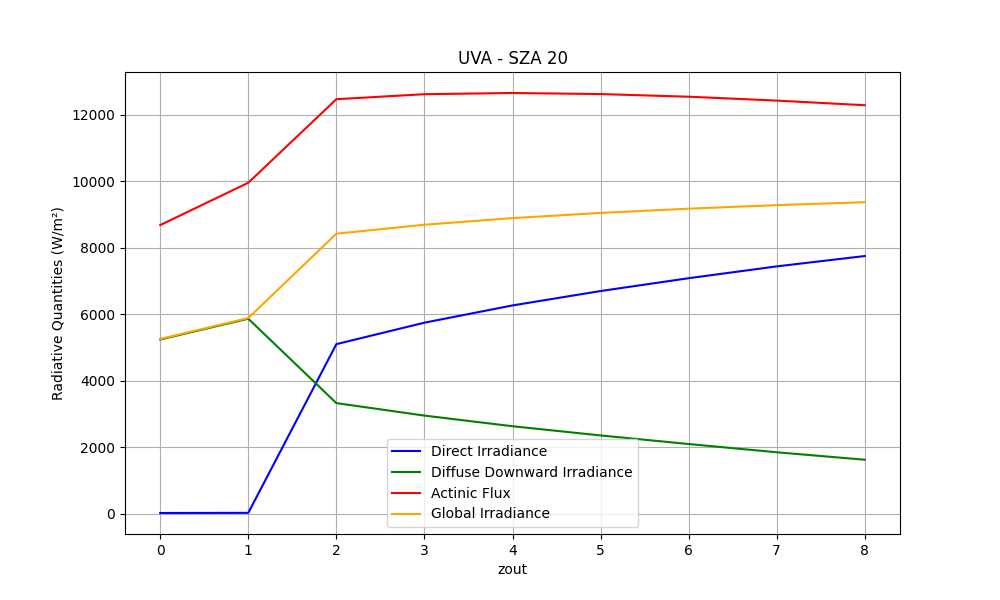 UVA - SZA 20
Radiative Quantities (W/m²)
12000
10000
8000
6000
4000
2000
0
Direct Irradiance
Diffuse Downward Irradiance
Actinic Flux
Global Irradiance
0 1 2 3 4 5 6 7 8
zout